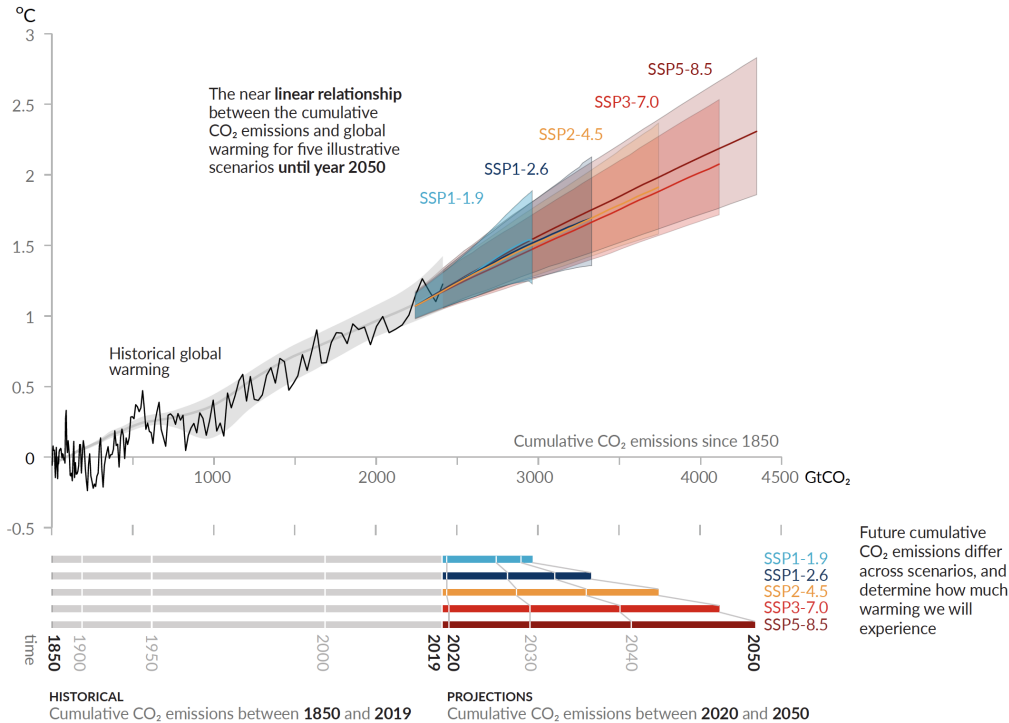 °C
3
2.5
2
1.5
1
0.5
0
-0.5
The near linear relationship
between the cumulative
CO₂ emissions and global
warming for five illustrative
scenarios until year 2050
SSP5-8.5
SSP3-7.0
SSP2-4.5
SSP1-2.6
SSP1-1.9
Historical global
warming
Cumulative CO₂ emissions since 1850
1000 2000 3000 4000 4500 GtCO₂
SSP1-1.9
SSP1-2.6
SSP2-4.5
SSP3-7.0
SSP5-8.5
Future cumulative
CO₂ emissions differ
across scenarios, and
determine how much
warming we will
experience
time 1850 1900 1950 2000 2019 2020 2030 2040 2050
HISTORICAL
Cumulative CO₂ emissions between 1850 and 2019
PROJECTIONS
Cumulative CO₂ emissions between 2020 and 2050